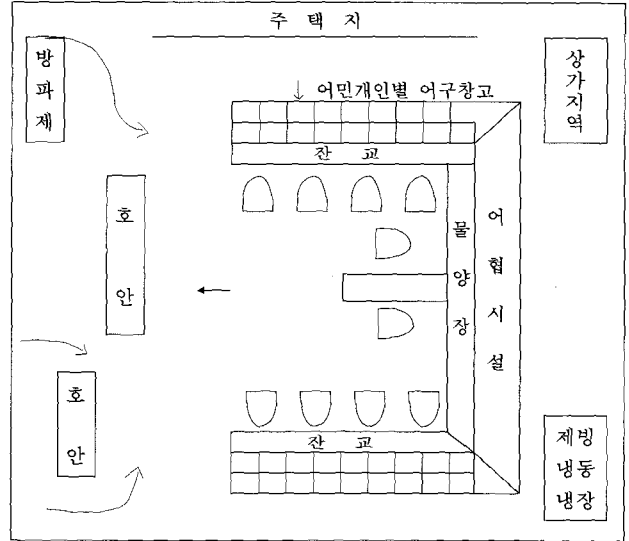 주택지
방파제
상가지역
↓ 어민개인별 어구창고
잔교
호안
물양장
어협시설
호안
잔교
제빙
냉동
냉장